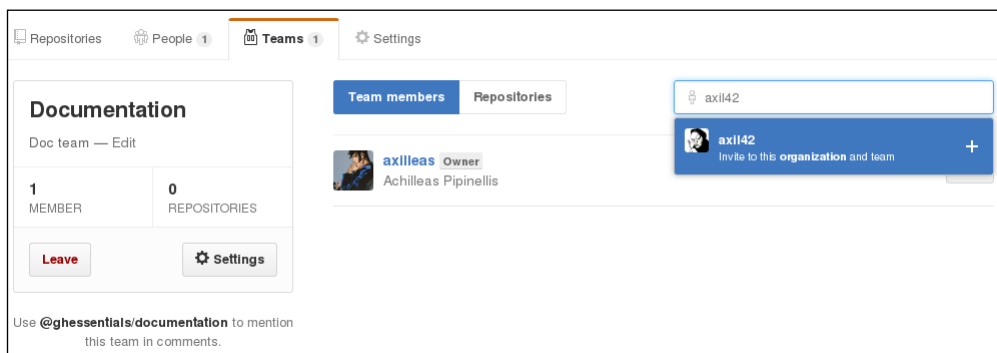 Repositories People 1 Teams 1 Settings
Documentation
Doc team — Edit
1
MEMBER
0
REPOSITORIES
Leave
Settings
Use @ghessentials/documentation to mention
this team in comments.
Team members Repositories
axil42
axil42
Invite to this organization and team
axilleas Owner
Achilleas Pipinellis